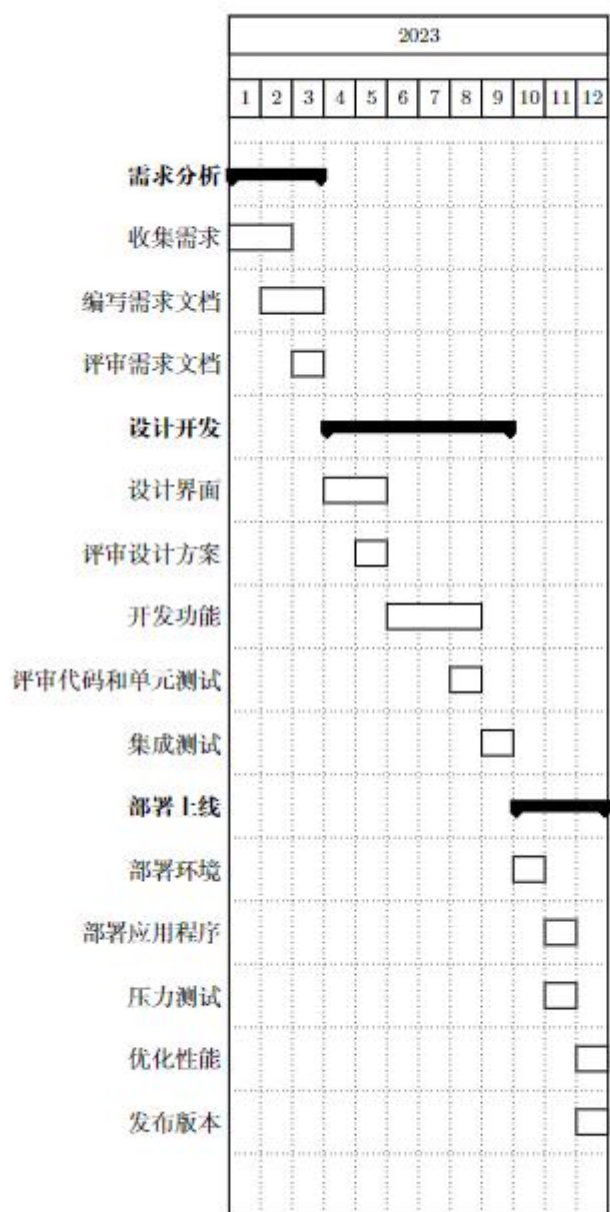 2023
1 2 3 4 5 6 7 8 9 10 11 12
需求分析
收集需求
编写需求文档
评审需求文档
设计开发
设计界面
评审设计方案
开发功能
评审代码和单元测试
集成测试
部署上线
部署环境
部署应用程序
压力测试
优化性能
发布版本